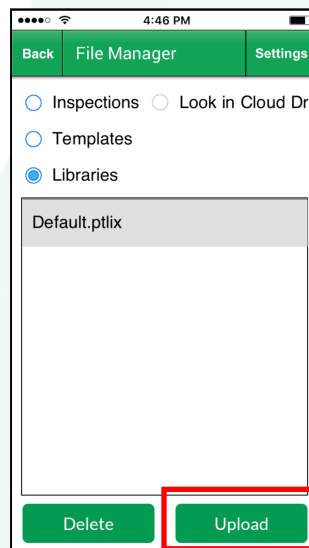 4:46 PM
Back File Manager Settings
Inspections Look in Cloud Dr
Templates
Libraries
Default.ptlix
Delete Upload